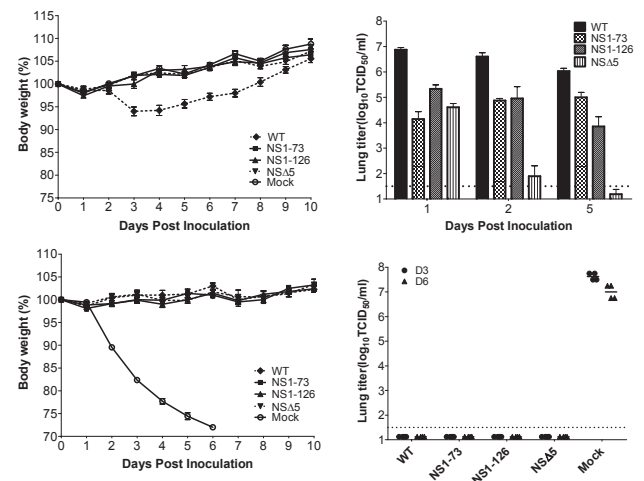 115
110
105
100
95
90
85
80
75
Body weight (%)
WT
NS1-73
NS1-126
NSΔ5
Mock
0 1 2 3 4 5 6 7 8 9 10
Days Post Inoculation
8
7
6
5
4
3
2
1
Lung titer(log10TCID50/ml)
WT
NS1-73
NS1-126
NSΔ5
1 2 5
Days Post Inoculation
110
105
100
95
90
85
80
75
70
Body weight (%)
WT
NS1-73
NS1-126
NSΔ5
Mock
0 1 2 3 4 5 6 7 8 9 10
Days Post Inoculation
8
7
6
5
4
3
2
1
Lung titer(log10TCID50/ml)
D3
D6
WT NS1-73 NS1-126 NSΔ5 Mock